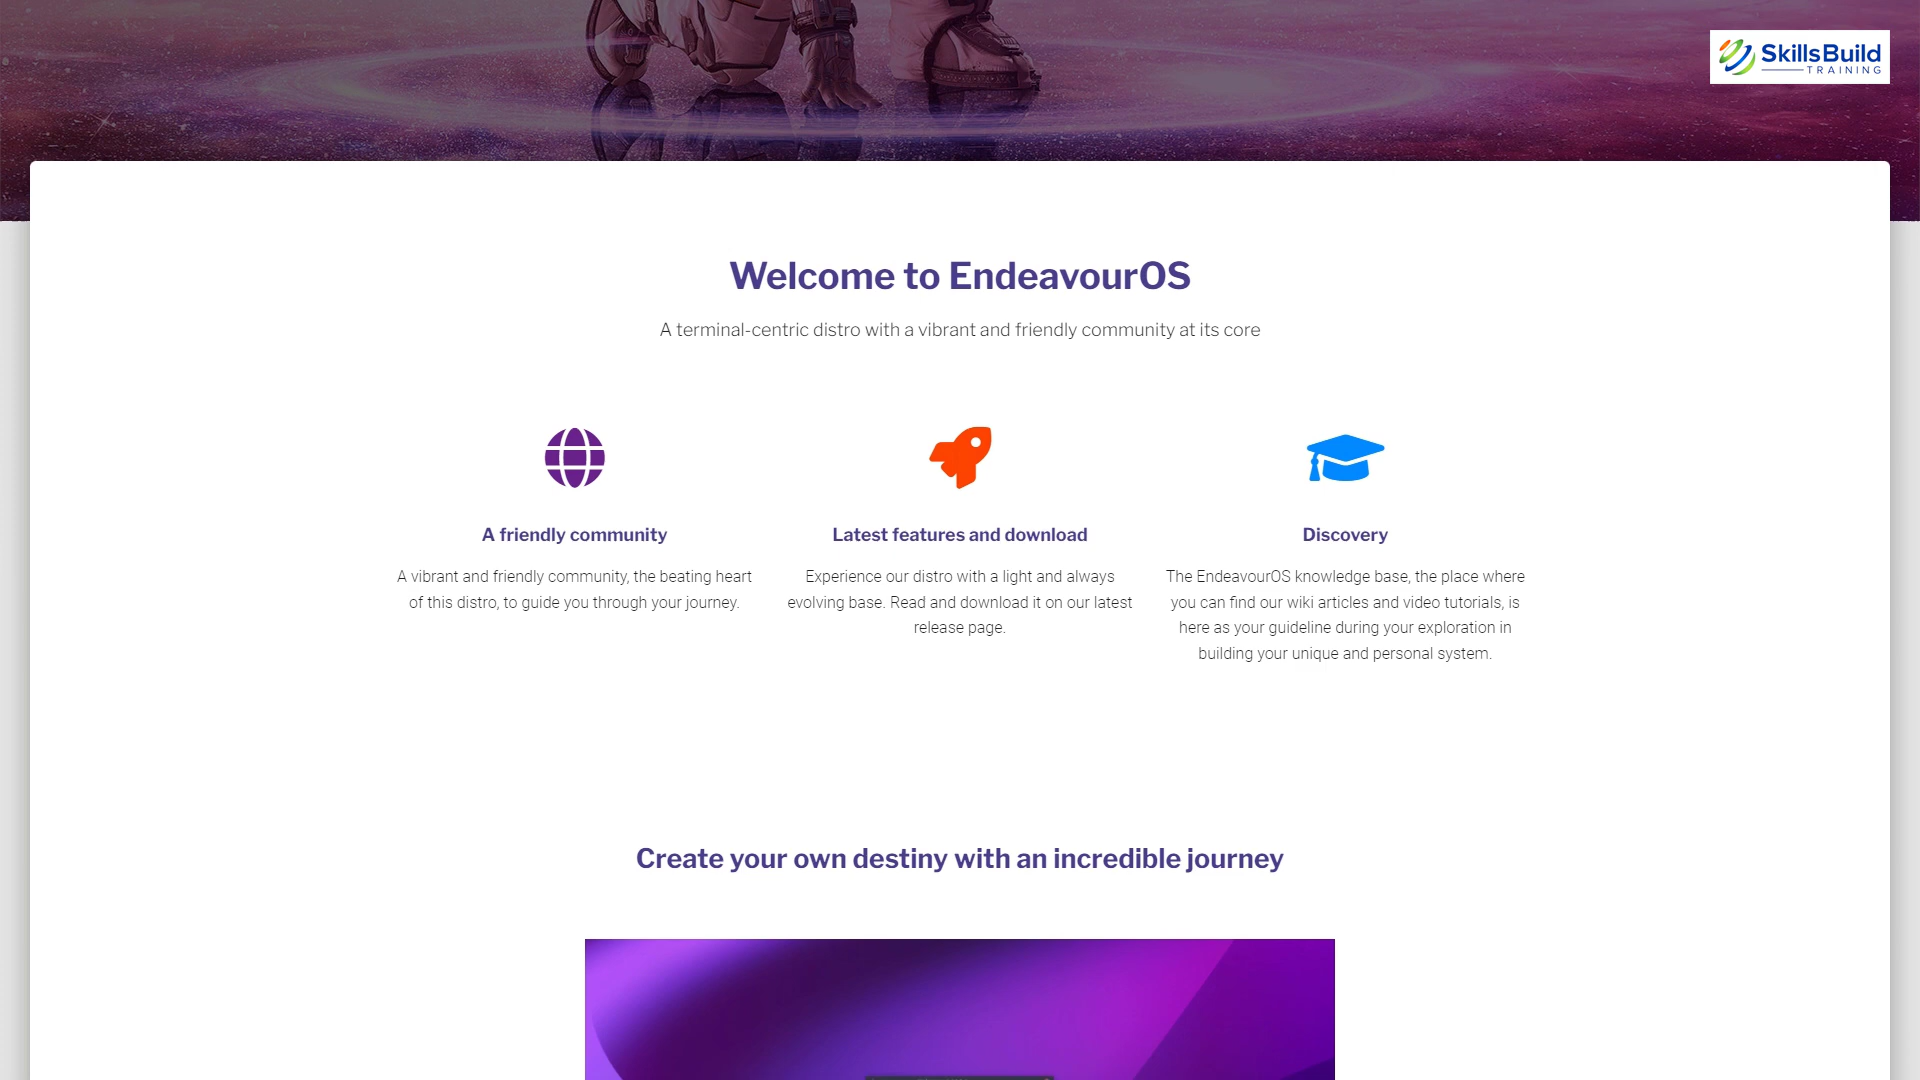 SkillsBuild
TRAINING
Welcome to EndeavourOS
A terminal-centric distro with a vibrant and friendly community at its core
A friendly community
A vibrant and friendly community, the beating heart
of this distro, to guide you through your journey.
Latest features and download
Experience our distro with a light and always
evolving base. Read and download it on our latest
release page.
Discovery
The EndeavourOS knowledge base, the place where
you can find our wiki articles and video tutorials, is
here as your guideline during your exploration in
building your unique and personal system.
Create your own destiny with an incredible journey